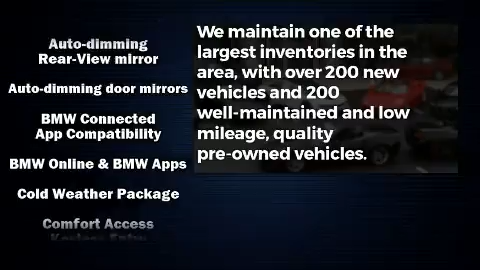 Auto-dimming
Rear-View mirror
Auto-dimming door mirrors
BMW Connected
App Compatibility
BMW Online & BMW Apps
Cold Weather Package
Comfort Access
Keyless Entry
We maintain one of the
largest inventories in the
area, with over 200 new
vehicles and 200
well-maintained and low
mileage, quality
pre-owned vehicles.